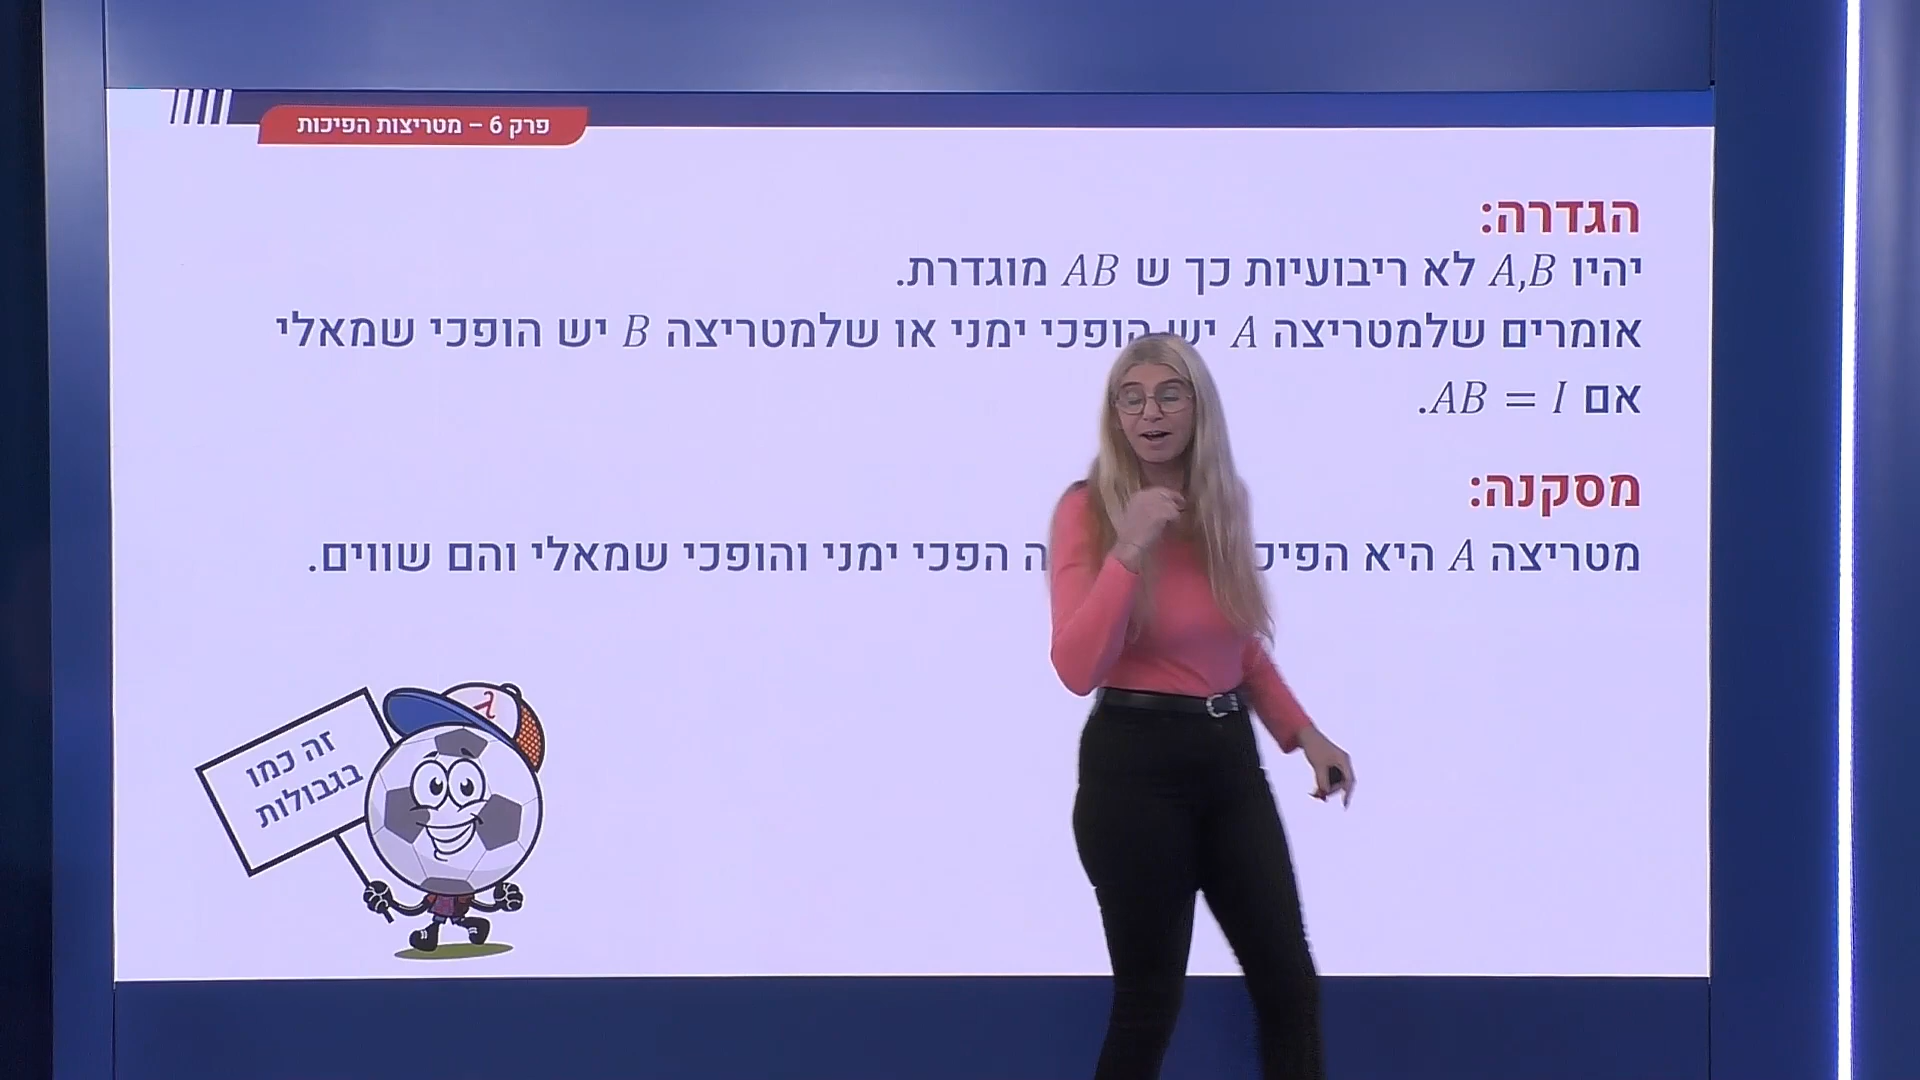 פרק 6 – מטריצות הפיכות
הגדרה:
יהיו A,B לא ריבועיות כך ש AB מוגדרת.
אומרים שלמטריצה A יש הופכי ימני או שלמטריצה B יש הופכי שמאלי
אם AB = I.
מסקנה:
מטריצה A היא הפכי ימני והופכי שמאלי והם שווים.
זה כמו
בגבולות